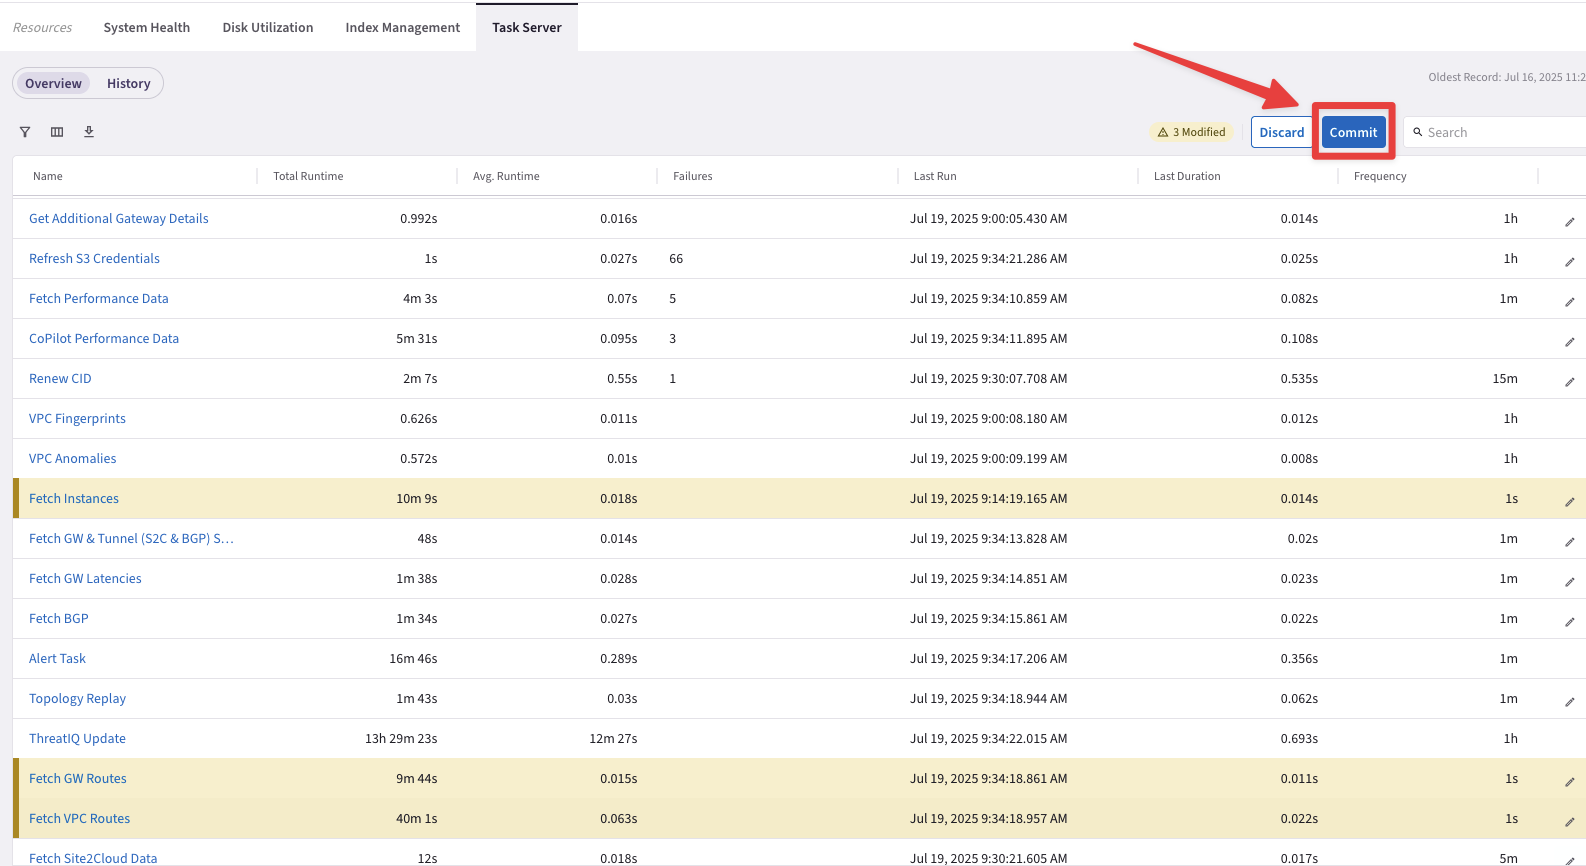 Resources System Health Disk Utilization Index Management Task Server
Overview History
Oldest Record: Jul 16, 2025 11:2
3 Modified Discard Commit Search
Name Total Runtime Avg. Runtime Failures Last Run Last Duration Frequency
Get Additional Gateway Details 0.992s 0.016s Jul 19, 2025 9:00:05.430 AM 0.014s 1h
Refresh S3 Credentials 1s 0.027s 66 Jul 19, 2025 9:34:21.286 AM 0.025s 1h
Fetch Performance Data 4m 3s 0.07s 5 Jul 19, 2025 9:34:10.859 AM 0.082s 1m
CoPilot Performance Data 5m 31s 0.095s 3 Jul 19, 2025 9:34:11.895 AM 0.108s
Renew CID 2m 7s 0.55s 1 Jul 19, 2025 9:30:07.708 AM 0.535s 15m
VPC Fingerprints 0.626s 0.011s Jul 19, 2025 9:00:08.180 AM 0.012s 1h
VPC Anomalies 0.572s 0.01s Jul 19, 2025 9:00:09.199 AM 0.008s 1h
Fetch Instances 10m 9s 0.018s Jul 19, 2025 9:14:19.165 AM 0.014s 1s
Fetch GW & Tunnel (S2C & BGP) S... 48s 0.014s Jul 19, 2025 9:34:13.828 AM 0.02s 1m
Fetch GW Latencies 1m 38s 0.028s Jul 19, 2025 9:34:14.851 AM 0.023s 1m
Fetch BGP 1m 34s 0.027s Jul 19, 2025 9:34:15.861 AM 0.022s 1m
Alert Task 16m 46s 0.289s Jul 19, 2025 9:34:17.206 AM 0.356s 1m
Topology Replay 1m 43s 0.03s Jul 19, 2025 9:34:18.944 AM 0.062s 1m
ThreatIQ Update 13h 29m 23s 12m 27s Jul 19, 2025 9:34:22.015 AM 0.693s 1h
Fetch GW Routes 9m 44s 0.015s Jul 19, 2025 9:34:18.861 AM 0.011s 1s
Fetch VPC Routes 40m 1s 0.063s Jul 19, 2025 9:34:18.957 AM 0.022s 1s
Fetch Site2Cloud Data 12s 0.018s Jul 19, 2025 9:30:21.605 AM 0.017s 5m